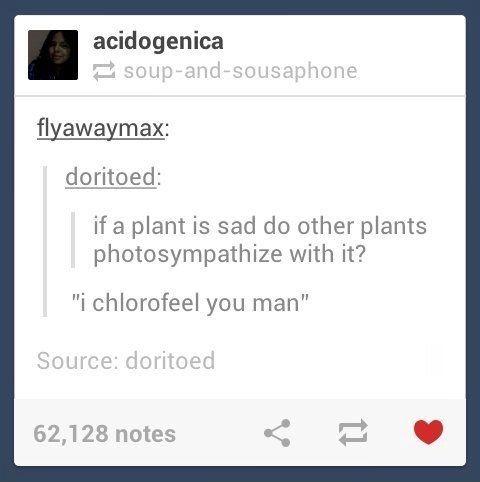 acidogenica
soup-and-sousaphone
flyawaymax:
doritoed:
if a plant is sad do other plants
photosympathize with it?
"i chlorofeel you man"
Source: doritoed
62,128 notes